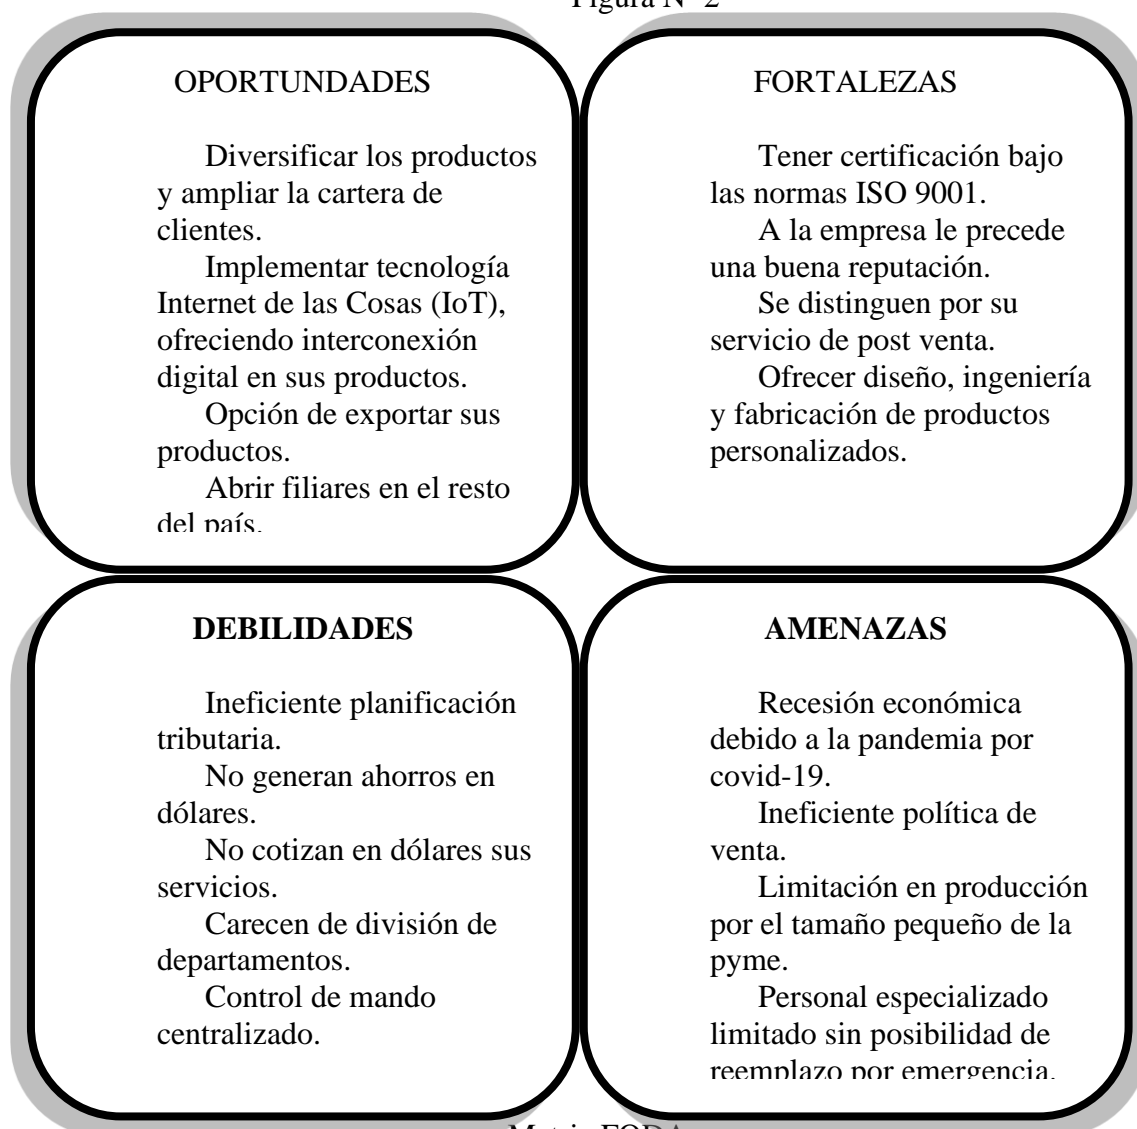 Figura N° 2
OPORTUNDADES
Diversificar los productos
y ampliar la cartera de
clientes.
Implementar tecnología
Internet de las Cosas (IoT),
ofreciendo interconexión
digital en sus productos.
Opción de exportar sus
productos.
Abrir filiares en el resto
del país.
FORTALEZAS
Tener certificación bajo
las normas ISO 9001.
A la empresa le precede
una buena reputación.
Se distinguen por su
servicio de post venta.
Ofrecer diseño, ingeniería
y fabricación de productos
personalizados.
DEBILIDADES
Ineficiente planificación
tributaria.
No generan ahorros en
dólares.
No cotizan en dólares sus
servicios.
Carecen de división de
departamentos.
Control de mando
centralizado.
AMENAZAS
Recesión económica
debido a la pandemia por
covid-19.
Ineficiente política de
venta.
Limitación en producción
por el tamaño pequeño de la
pyme.
Personal especializado
limitado sin posibilidad de
reemplazo por emergencia.
Matriz FODA